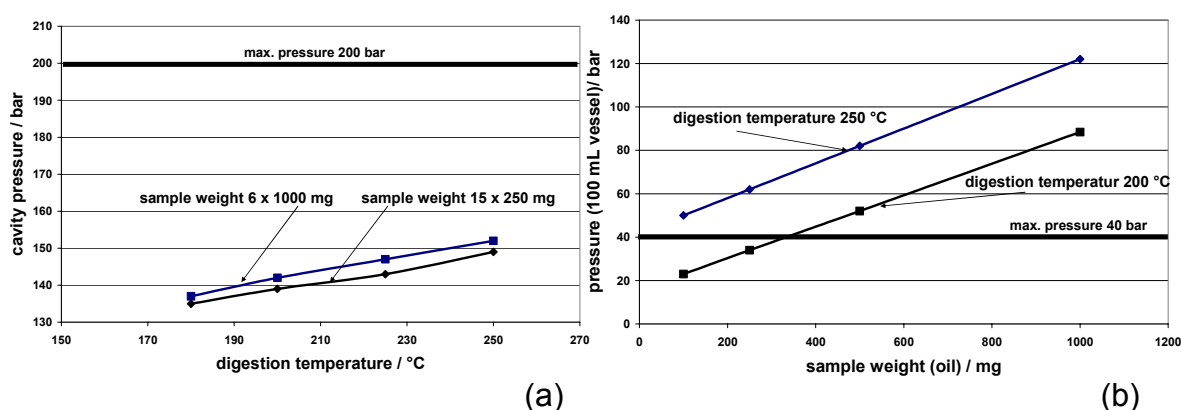 210
200
190
180
170
160
150
140
130
cavity pressure / bar
max. pressure 200 bar
sample weight 6 x 1000 mg
sample weight 15 x 250 mg
150 170 190 210 230 250 270
digestion temperature / °C
(a)
140
120
100
80
60
40
20
0
pressure (100 mL vessel)/ bar
digestion temperature 250 °C
digestion temperatur 200 °C
max. pressure 40 bar
0 200 400 600 800 1000 1200
sample weight (oil) / mg
(b)